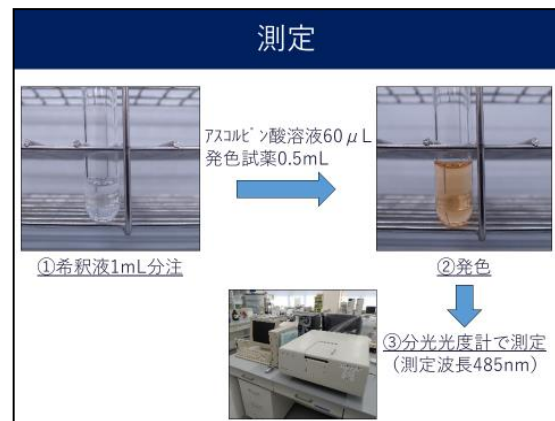 測定
ｱｽｺﾙﾋﾞﾝ酸溶液60μL
発色試薬0.5mL
①希釈液1mL分注
②発色
③分光光度計で測定
（測定波長485nm）